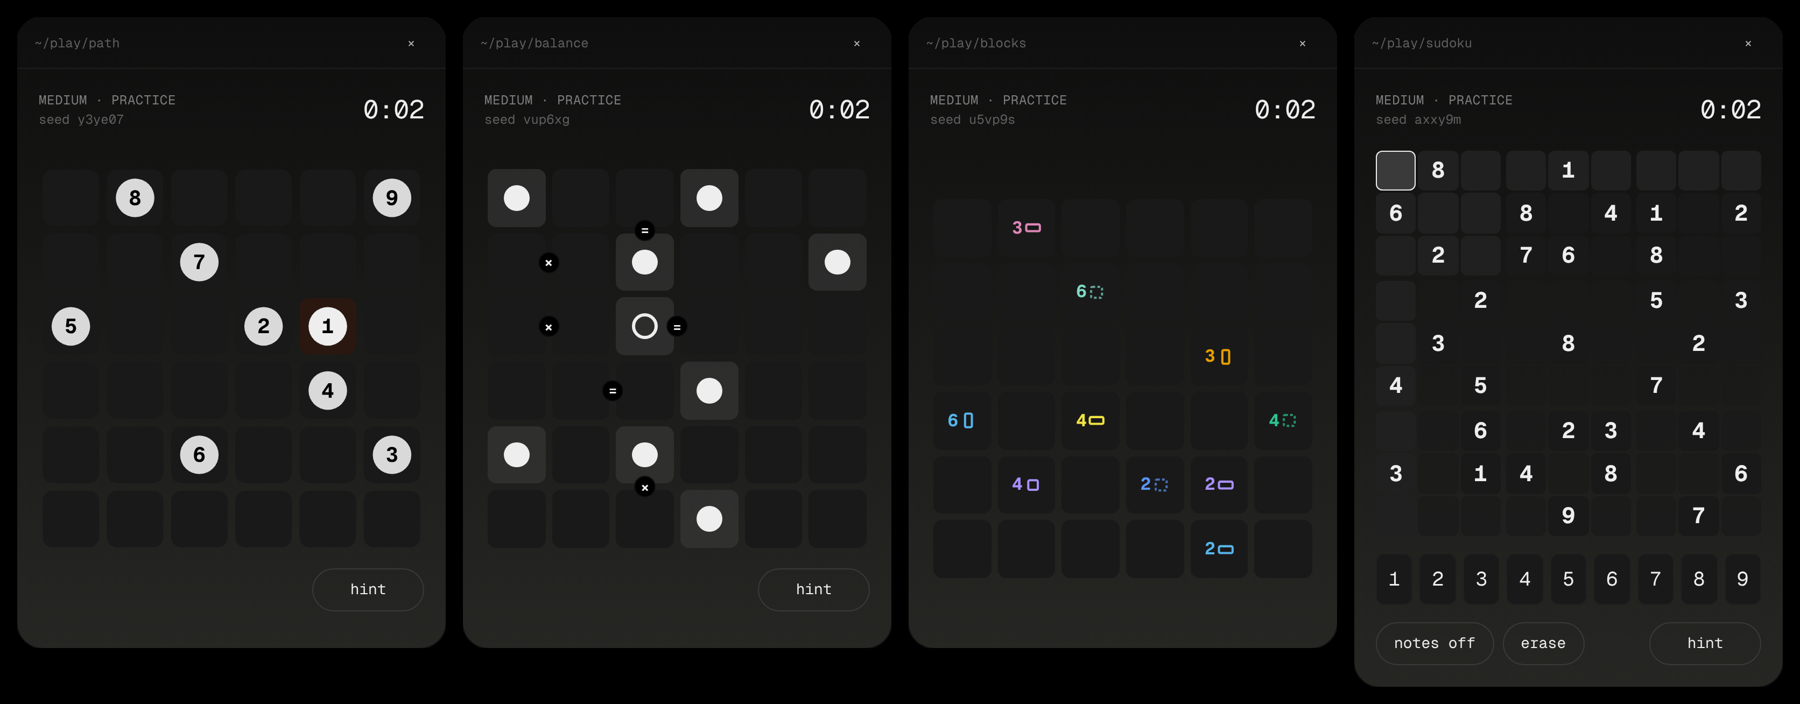 ~/play/path ×
MEDIUM · PRACTICE
seed y3ye07
0:02
8 9
7
5 2 1
4
6 3
hint
~/play/balance ×
MEDIUM · PRACTICE
seed vup6xg
0:02
=
×
× =
=
×
hint
~/play/blocks ×
MEDIUM · PRACTICE
seed u5vp9s
0:02
3
6
3
6 4 4
4 2 2
2
~/play/sudoku ×
MEDIUM · PRACTICE
seed axxy9m
0:02
8 1
6 8 4 1 2
2 7 6 8
2 5 3
3 8 2
4 5 7
6 2 3 4
3 1 4 8 6
9 7
1 2 3 4 5 6 7 8 9
notes off erase hint